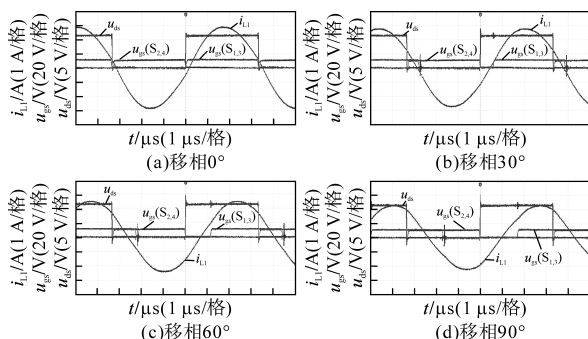 i_L1/A(1 A/格)
u_gs/V(20 V/格)
u_ds/V(5 V/格)
u_ds
i_L1
u_gs(S_2,4)
u_gs(S_1,3)
t/μs(1 μs/格)
(a)移相0°
i_L1/A(1 A/格)
u_gs/V(20 V/格)
u_ds/V(5 V/格)
u_ds
i_L1
u_gs(S_2,4)
u_gs(S_1,3)
t/μs(1 μs/格)
(b)移相30°
i_L1/A(1 A/格)
u_gs/V(20 V/格)
u_ds/V(5 V/格)
u_ds
u_gs(S_2,4)
u_gs(S_1,3)
i_L1
t/μs(1 μs/格)
(c)移相60°
i_L1/A(1 A/格)
u_gs/V(20 V/格)
u_ds/V(5 V/格)
u_ds
u_gs(S_2,4)
i_L1
u_gs(S_1,3)
t/μs(1 μs/格)
(d)移相90°